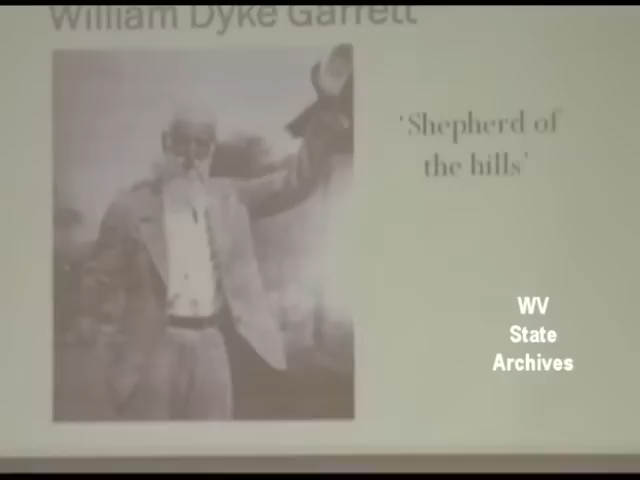 William Dyke Garrett
'Shepherd of
the hills'
WV
State
Archives